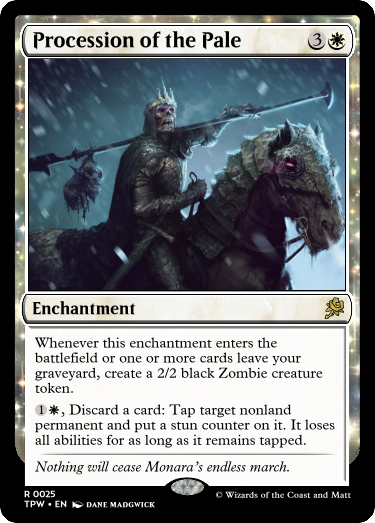 Procession of the Pale 3
Enchantment
Whenever this enchantment enters the
battlefield or one or more cards leave your
graveyard, create a 2/2 black Zombie creature
token.
1, Discard a card: Tap target nonland
permanent and put a stun counter on it. It loses
all abilities for as long as it remains tapped.
Nothing will cease Monara's endless march.
R 0025
TPW • EN DANE MADGWICK
© Wizards of the Coast and Matt